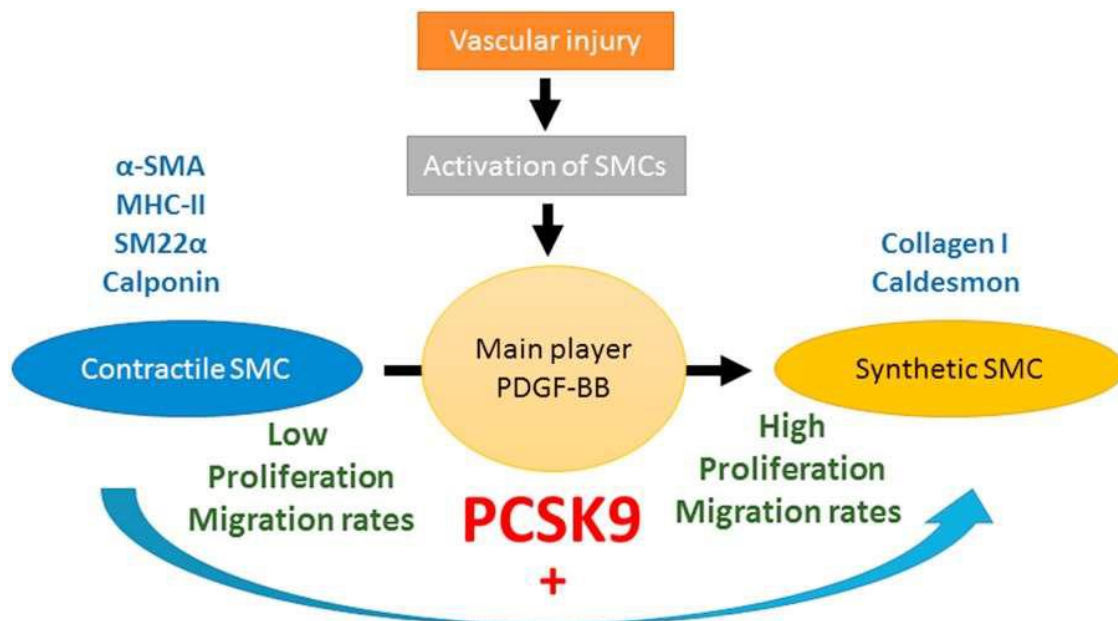 Vascular injury
Activation of SMCs
α-SMA
MHC-II
SM22α
Calponin
Collagen I
Caldesmon
Contractile SMC
Main player
PDGF-BB
Synthetic SMC
Low
Proliferation
Migration rates
High
Proliferation
Migration rates
PCSK9
+